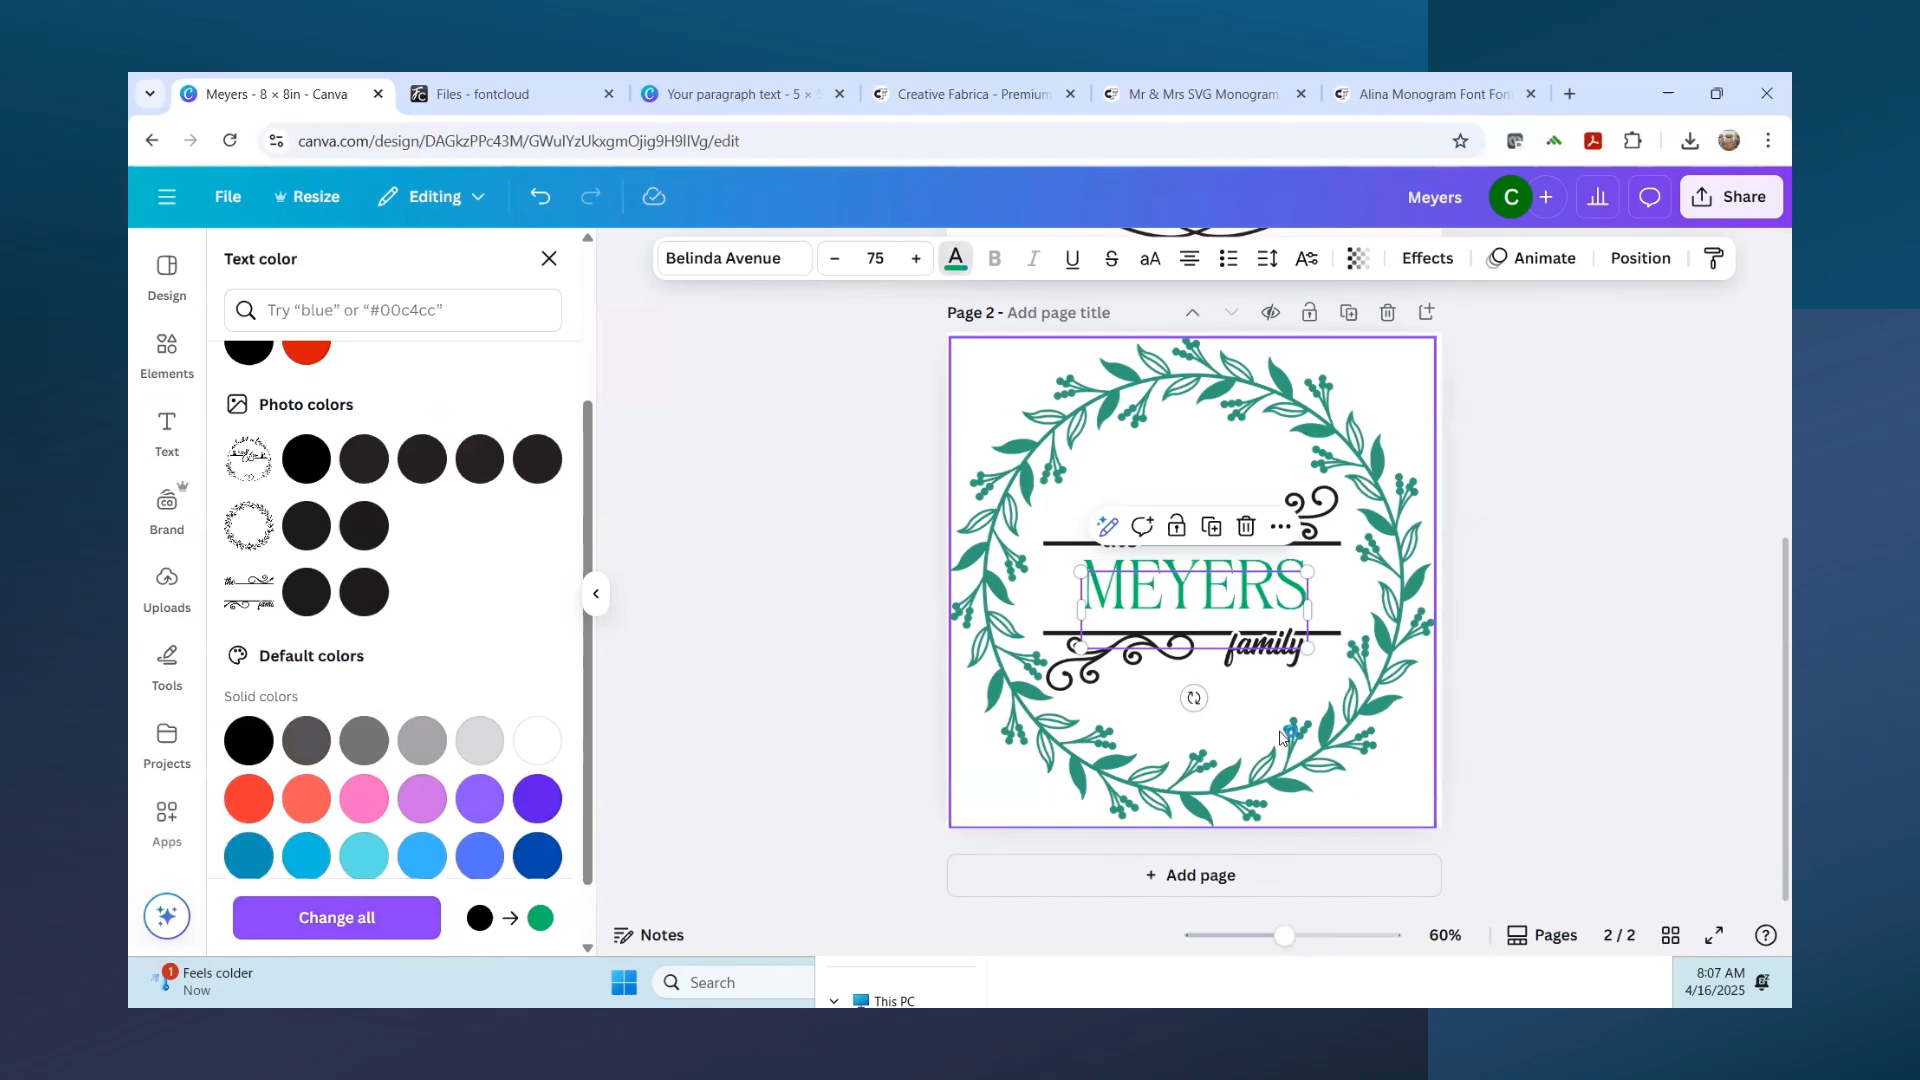 Meyers - 8 × 8in - Canva
Files - fontcloud
Your paragraph text - 5 ×
Creative Fabrica - Premium
Mr & Mrs SVG Monogram
Alina Monogram Font Fon
canva.com/design/DAGkzPPc43M/GWuIYzUkxgmOjig9H9lIVg/edit
File
Resize
Editing
Meyers
C
Share
Design
Elements
Text
Brand
Uploads
Tools
Projects
Apps
Text color
Try “blue” or “#00c4cc”
Photo colors
Default colors
Solid colors
Change all
Belinda Avenue
75
A
B
I
U
S
aA
Effects
Animate
Position
Page 2 - Add page title
MEYERS
family
+ Add page
Notes
60%
Pages
2 / 2
1
Feels colder
Now
Search
This PC
8:07 AM
4/16/2025